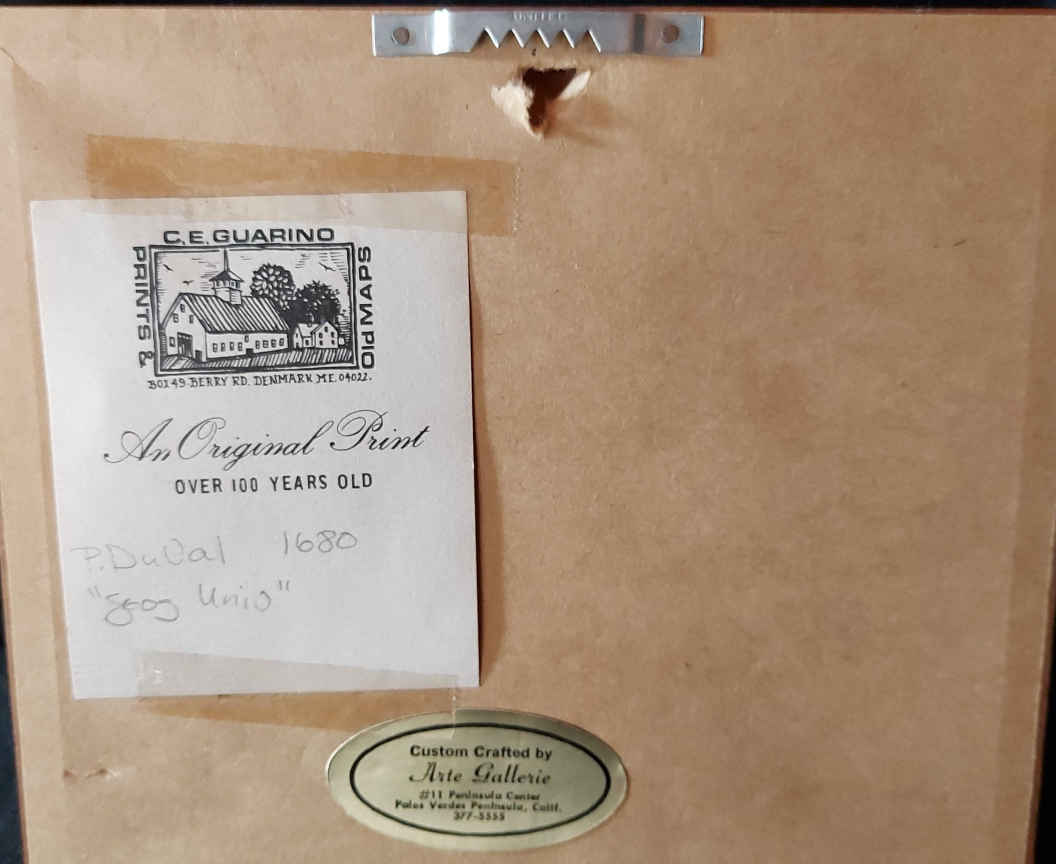 UNITED
C.E. GUARINO
PRINTS &
Old MAPS
BOX 49 BERRY RD. DENMARK ME. 04022.
An Original Print
OVER 100 YEARS OLD
P. DuVal 1680
"Geog Univ"
Custom Crafted by
Arte Gallerie
#11 Peninsula Center
Palos Verdes Peninsula, Calif.
377-5555